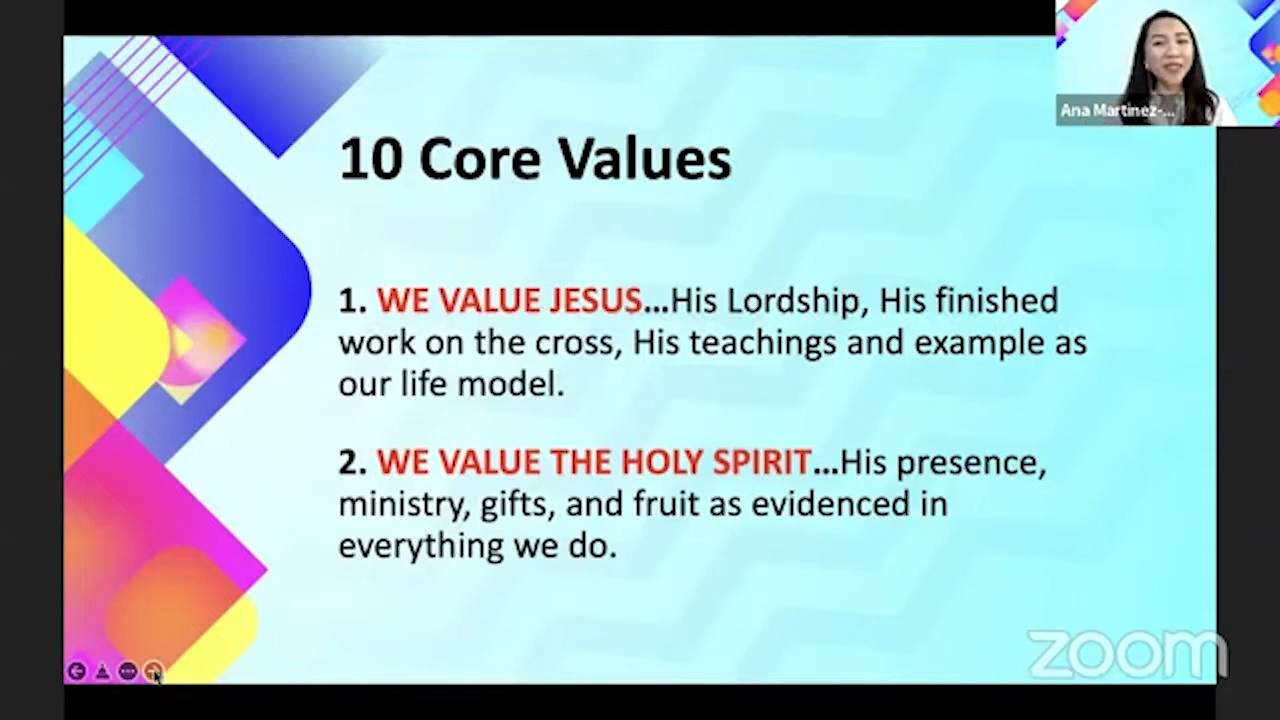 Ana Martinez-...
10 Core Values
1. WE VALUE JESUS...His Lordship, His finished
work on the cross, His teachings and example as
our life model.
2. WE VALUE THE HOLY SPIRIT...His presence,
ministry, gifts, and fruit as evidenced in
everything we do.
zoom